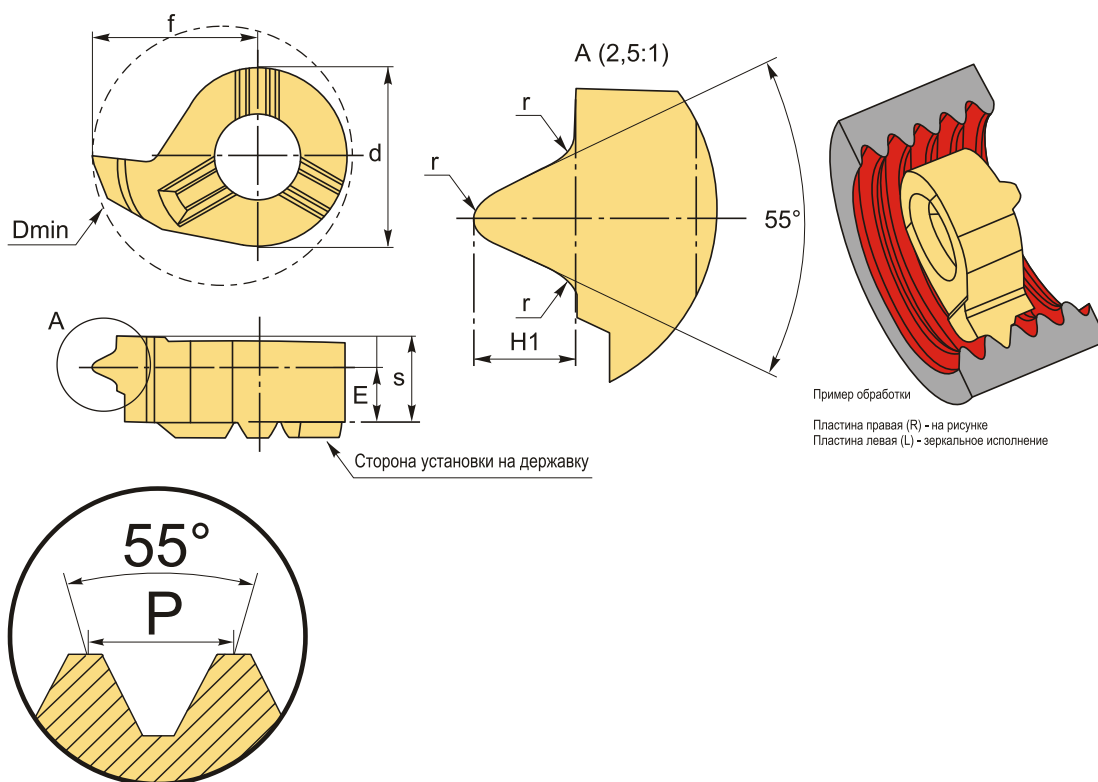 f
A (2,5:1)
r
d
r
55°
Dmin
r
A
H1
s
E
Пример обработки
Пластина правая (R) - на рисунке
Пластина левая (L) - зеркальное исполнение
Сторона установки на державку
55°
P